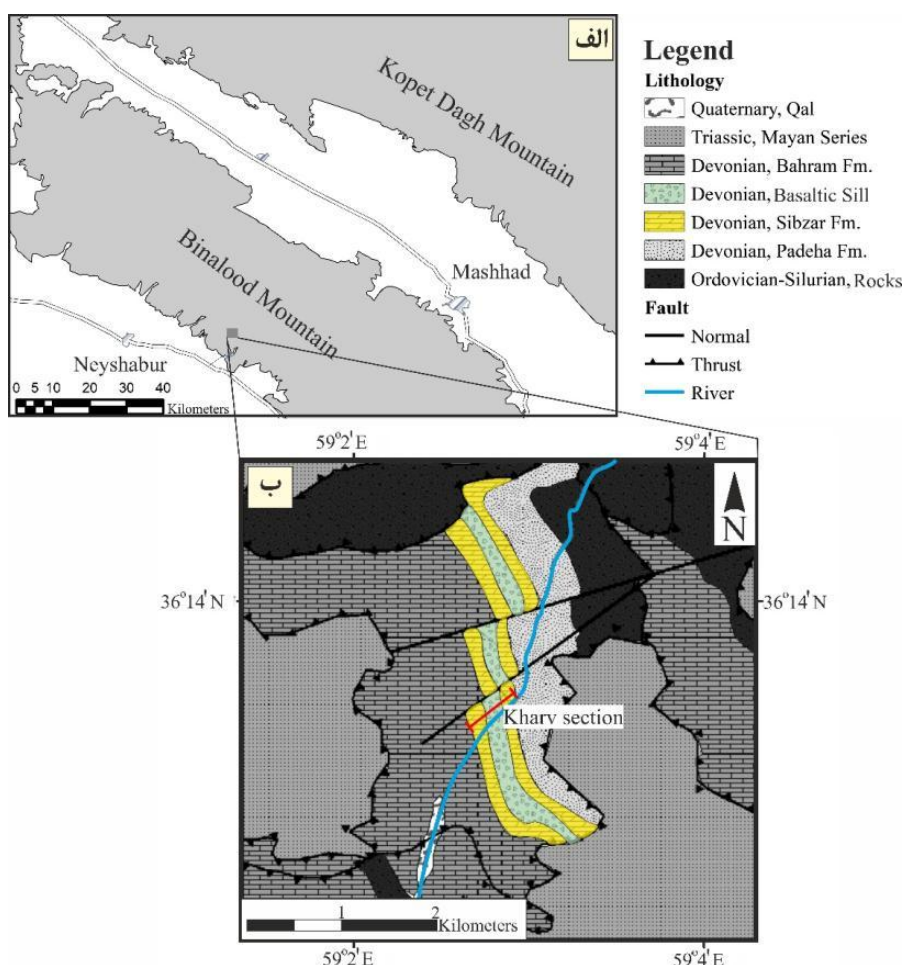 الف
Kopet Dagh Mountain
Binalood Mountain
Mashhad
Neyshabur
0 5 10 20 30 40
Kilometers
Legend
Lithology
Quaternary, Qal
Triassic, Mayan Series
Devonian, Bahram Fm.
Devonian, Basaltic Sill
Devonian, Sibzar Fm.
Devonian, Padeha Fm.
Ordovician-Silurian, Rocks
Fault
Normal
Thrust
River
59°2′E
59°4′E
ب
N
36°14′N
36°14′N
Kharv section
1 2
Kilometers
59°2′E
59°4′E